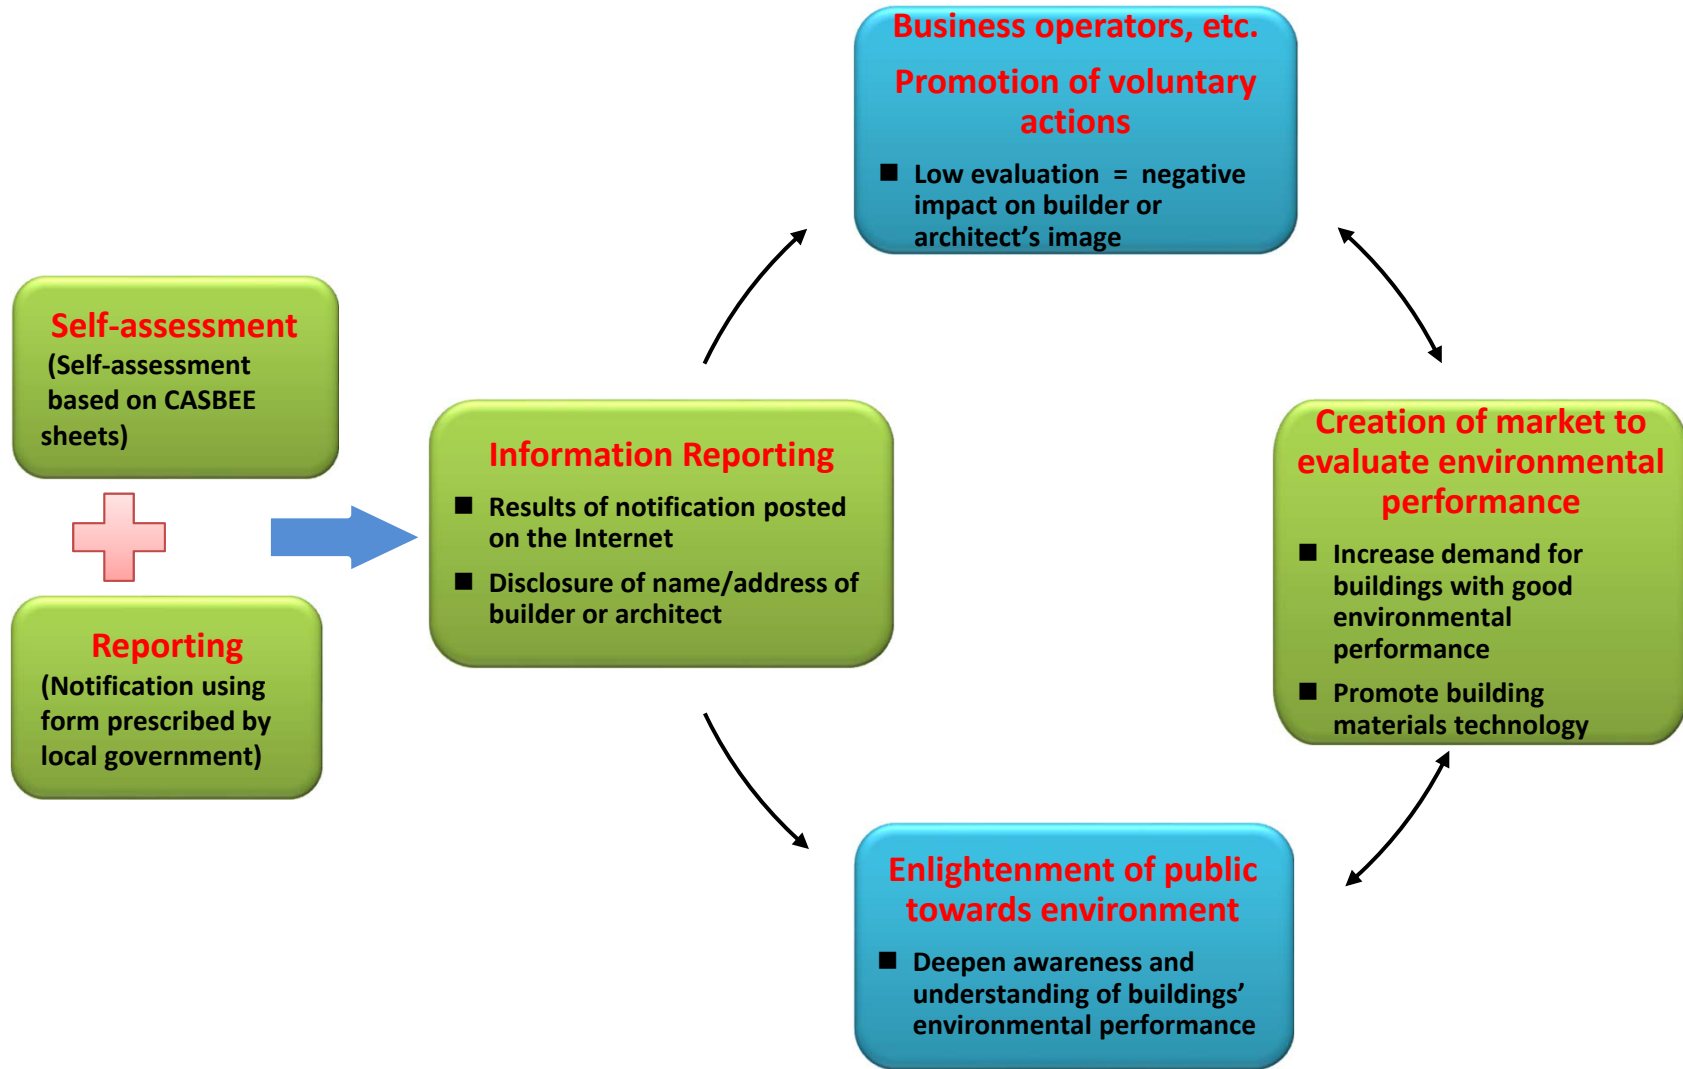 Business operators, etc.
Promotion of voluntary
actions
■ Low evaluation = negative
impact on builder or
architect's image
Self-assessment
(Self-assessment
based on CASBEE
sheets)
Reporting
(Notification using
form prescribed by
local government)
Information Reporting
■ Results of notification posted
on the Internet
■ Disclosure of name/address of
builder or architect
Creation of market to
evaluate environmental
performance
■ Increase demand for
buildings with good
environmental
performance
■ Promote building
materials technology
Enlightenment of public
towards environment
■ Deepen awareness and
understanding of buildings'
environmental performance